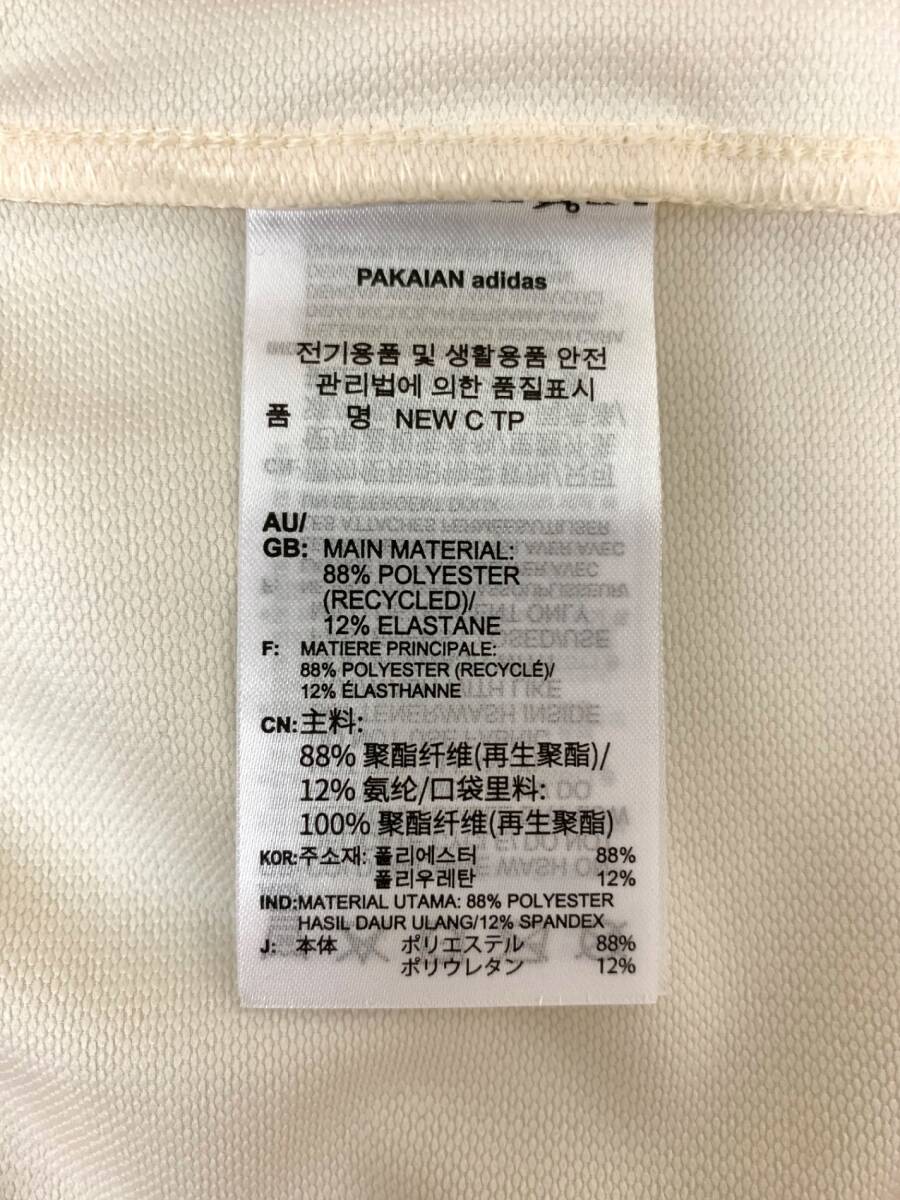 PAKAIAN adidas
전기용품 및 생활용품 안전
관리법에 의한 품질표시
품 명 NEW C TP
AU/
GB: MAIN MATERIAL:
88% POLYESTER
(RECYCLED)/
12% ELASTANE
F: MATIERE PRINCIPALE:
88% POLYESTER (RECYCLÉ)/
12% ÉLASTHANNE
CN: 主料:
88% 聚酯纤维(再生聚酯)/
12% 氨纶/口袋里料:
100% 聚酯纤维(再生聚酯)
KOR: 주소재: 폴리에스터 88%
폴리우레탄 12%
IND: MATERIAL UTAMA: 88% POLYESTER
HASIL DAUR ULANG/12% SPANDEX
J: 本体 ポリエステル 88%
ポリウレタン 12%